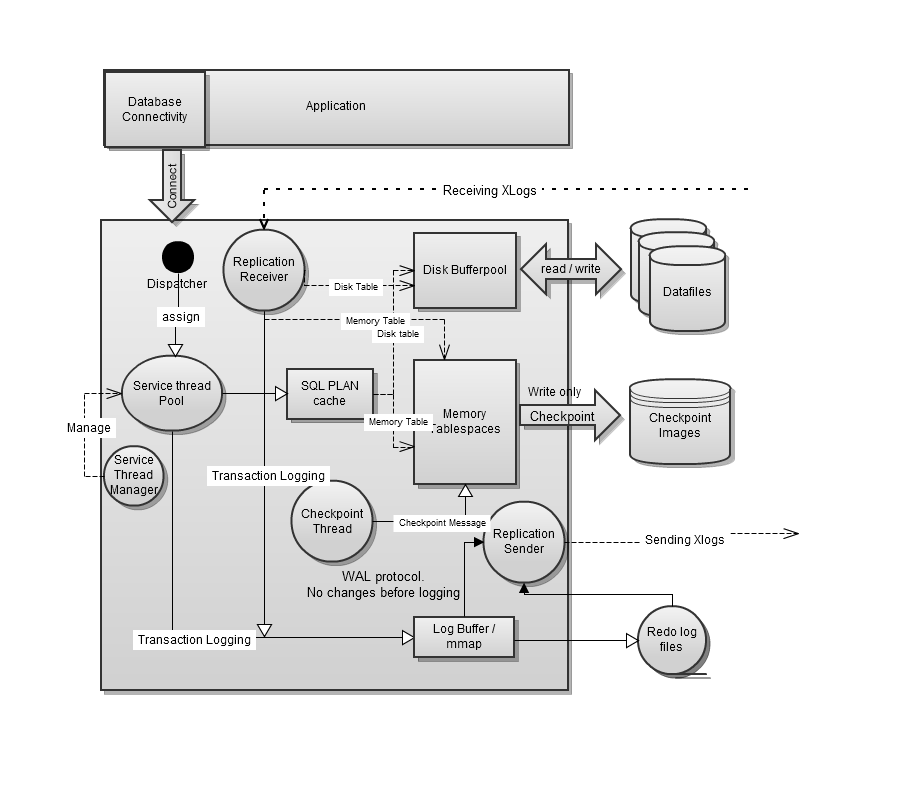 Database
Connectivity
Application
Connect
Receiving XLogs
Dispatcher
Replication
Receiver
Disk Bufferpool
read / write
Datafiles
Disk Table
assign
Memory Table
Disk table
Service thread
Pool
SQL PLAN
cache
Memory Table
Memory
Tablespaces
Write only
Checkpoint
Checkpoint
Images
Manage
Service
Thread
Manager
Transaction Logging
Checkpoint
Thread
Checkpoint Message
Replication
Sender
Sending Xlogs
WAL protocol.
No changes before logging
Transaction Logging
Log Buffer /
mmap
Redo log
files